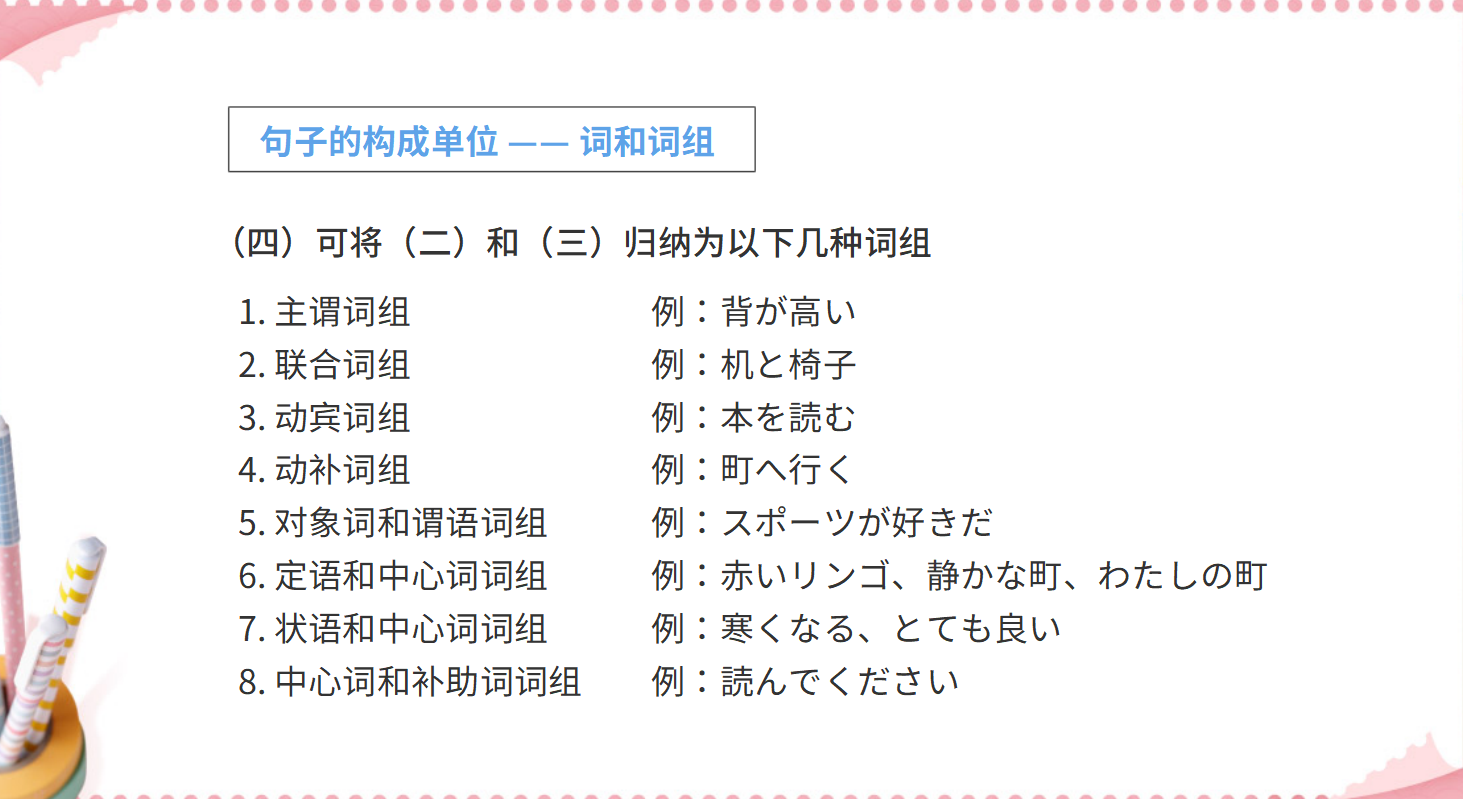 句子的构成单位 —— 词和词组
（四）可将（二）和（三）归纳为以下几种词组
1. 主谓词组 例：背が高い
2. 联合词组 例：机と椅子
3. 动宾词组 例：本を読む
4. 动补词组 例：町へ行く
5. 对象词和谓语词组 例：スポーツが好きだ
6. 定语和中心词词组 例：赤いリンゴ、静かな町、わたしの町
7. 状语和中心词词组 例：寒くなる、とても良い
8. 中心词和补助词词组 例：読んでください